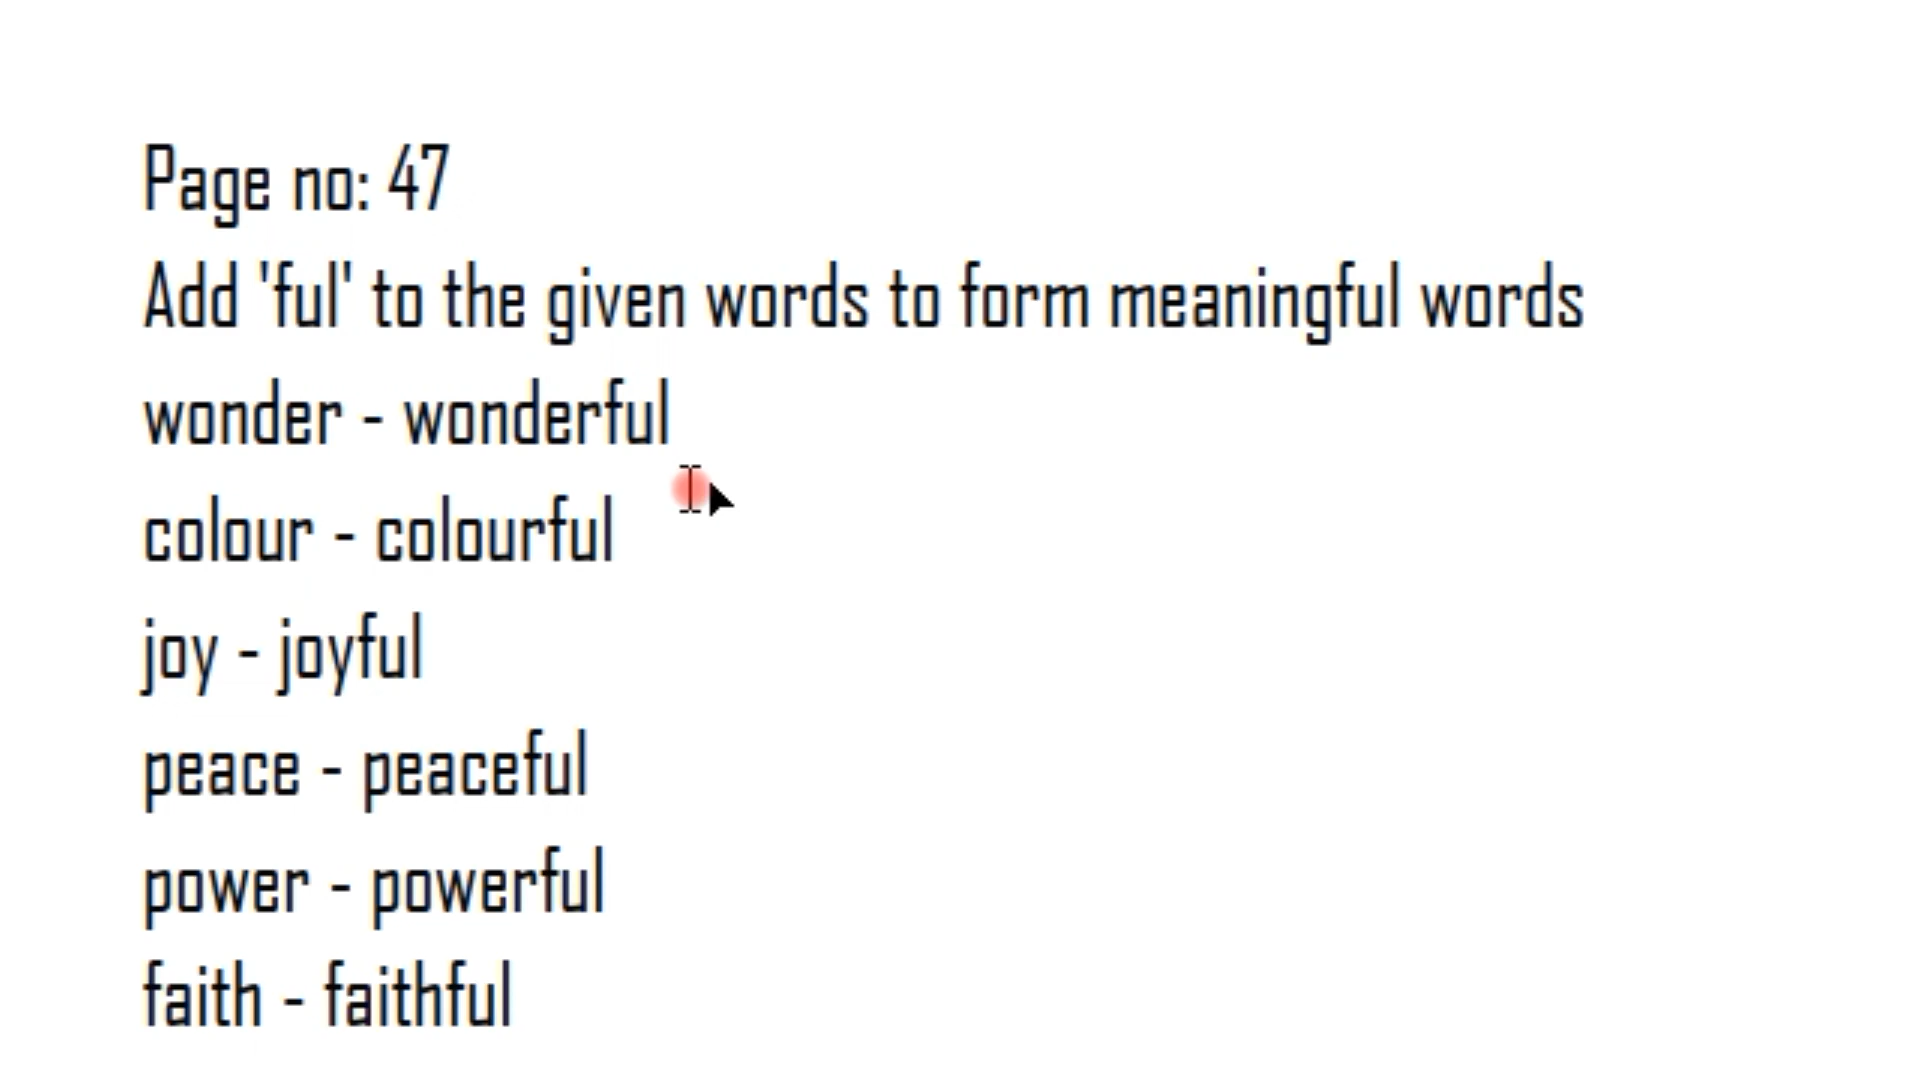 Page no: 47
Add 'ful' to the given words to form meaningful words
wonder - wonderful
colour - colourful
joy - joyful
peace - peaceful
power - powerful
faith - faithful